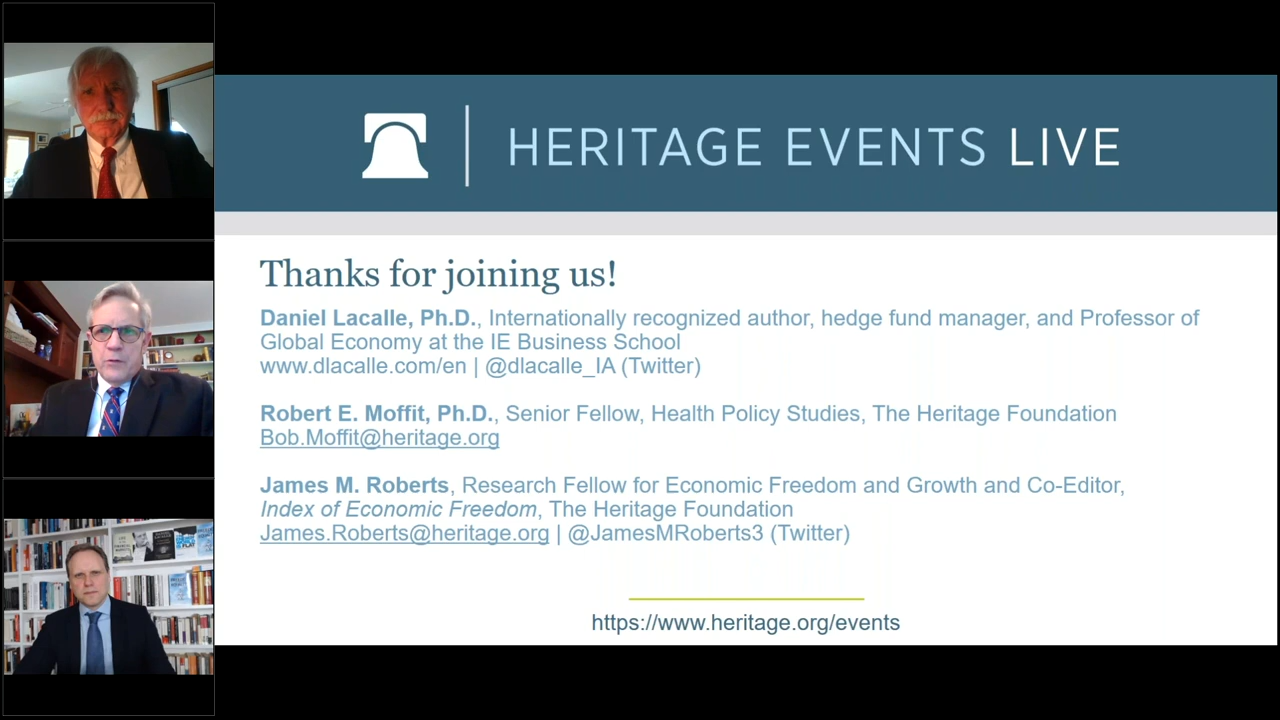 HERITAGE EVENTS LIVE
Thanks for joining us!
Daniel Lacalle, Ph.D., Internationally recognized author, hedge fund manager, and Professor of
Global Economy at the IE Business School
www.dlacalle.com/en | @dlacalle_IA (Twitter)
Robert E. Moffit, Ph.D., Senior Fellow, Health Policy Studies, The Heritage Foundation
Bob.Moffit@heritage.org
James M. Roberts, Research Fellow for Economic Freedom and Growth and Co-Editor,
Index of Economic Freedom, The Heritage Foundation
James.Roberts@heritage.org | @JamesMRoberts3 (Twitter)
https://www.heritage.org/events